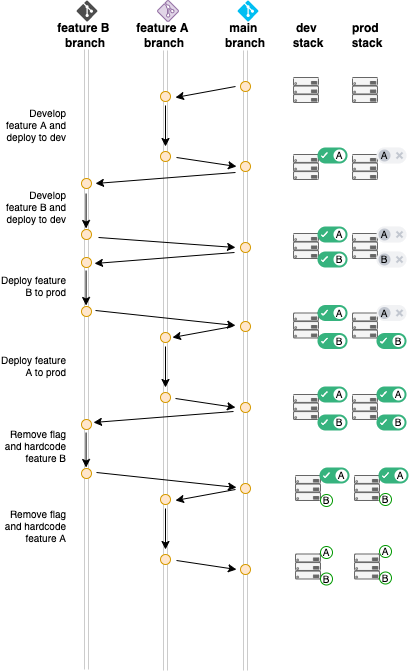 feature B
branch
feature A
branch
main
branch
dev
stack
prod
stack
Develop
feature A and
deploy to dev
A
A
Develop
feature B and
deploy to dev
A
B
A
B
Deploy feature
B to prod
A
B
A
B
Deploy feature
A to prod
A
B
A
B
Remove flag
and hardcode
feature B
A
B
A
B
Remove flag
and hardcode
feature A
A
B
A
B